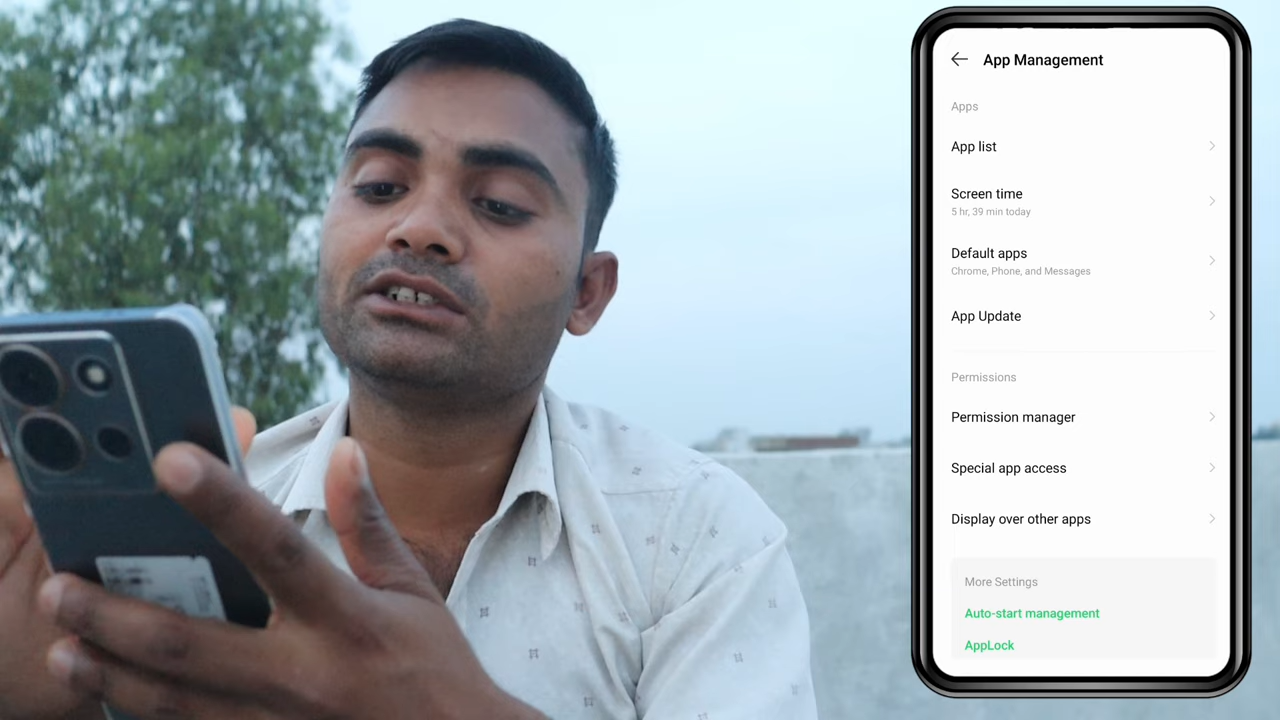 App Management
Apps
App list
Screen time
5 hr, 39 min today
Default apps
Chrome, Phone, and Messages
App Update
Permissions
Permission manager
Special app access
Display over other apps
More Settings
Auto-start management
AppLock